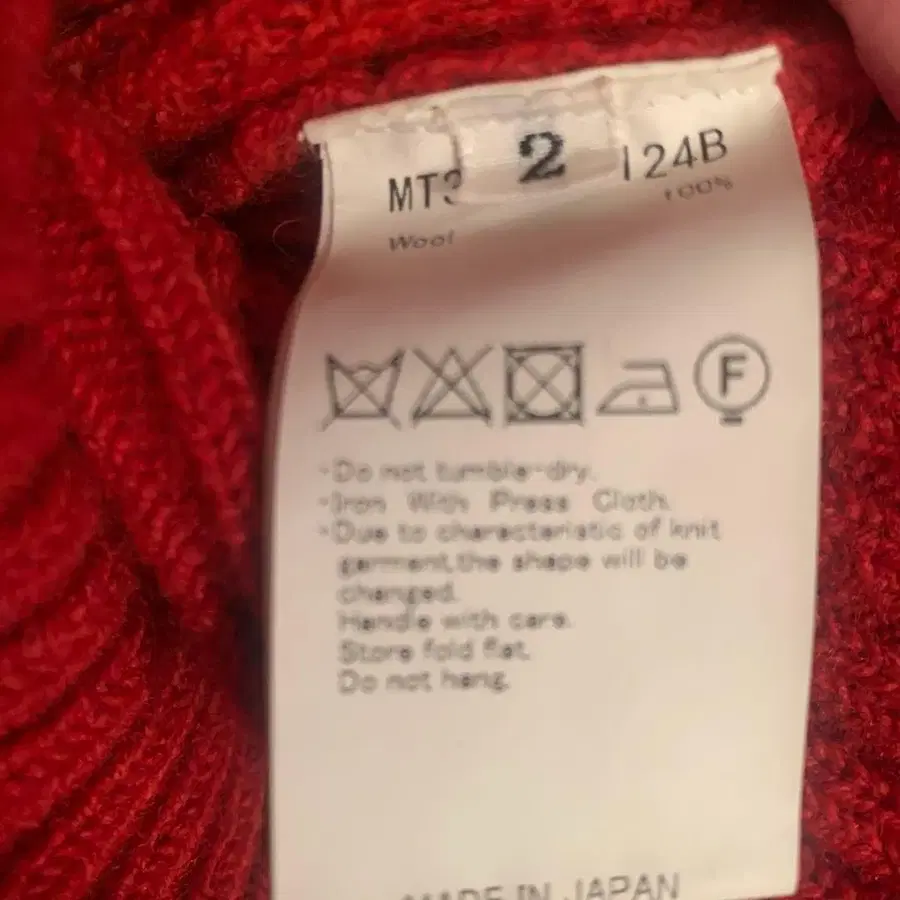 2
124B
Wool 100%
F
·Do not tumble-dry.
·Iron With Press Cloth.
·Due to characteristic of knit
garment,the shape will be
changed.
Handle with care.
Store fold flat.
Do not hang.
MADE IN JAPAN